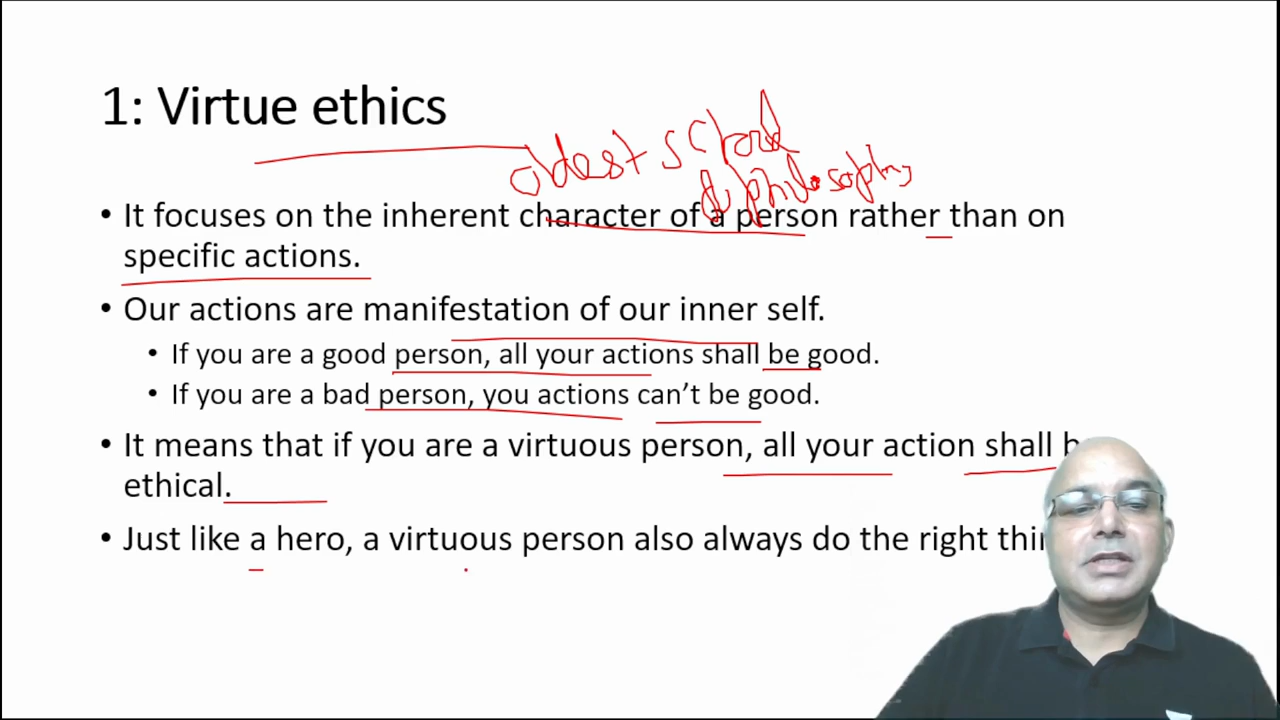 1: Virtue ethics
oldest school
of philosophy
• It focuses on the inherent character of a person rather than on
specific actions.
• Our actions are manifestation of our inner self.
• If you are a good person, all your actions shall be good.
• If you are a bad person, you actions can't be good.
• It means that if you are a virtuous person, all your action shall
ethical.
• Just like a hero, a virtuous person also always do the right